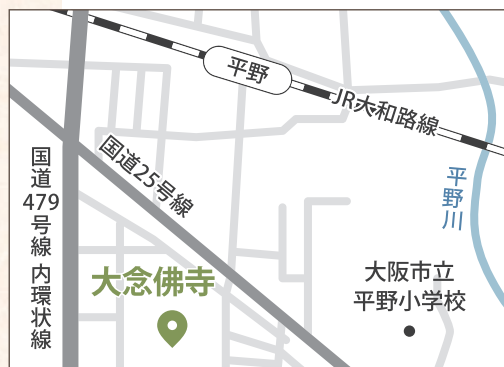 平野
JR大和路線
国道25号線
国道479号線 内環状線
平野川
大念佛寺
大阪市立
平野小学校